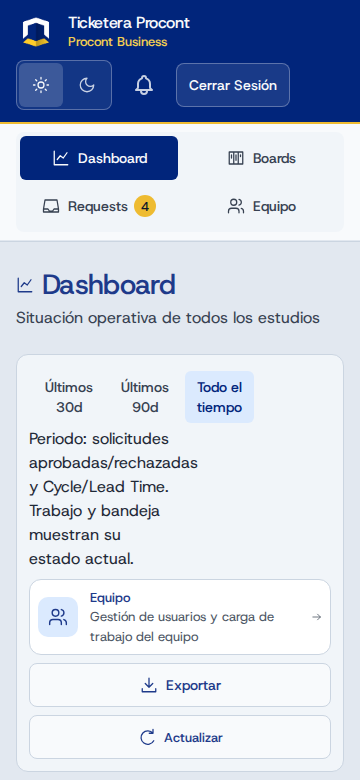 Ticketera Procont
Procont Business
Cerrar Sesión
Dashboard
Boards
Requests 4
Equipo
Dashboard
Situación operativa de todos los estudios
Últimos
30d
Últimos
90d
Todo el
tiempo
Periodo: solicitudes
aprobadas/rechazadas
y Cycle/Lead Time.
Trabajo y bandeja
muestran su
estado actual.
Equipo
Gestión de usuarios y carga de
trabajo del equipo
→
Exportar
Actualizar